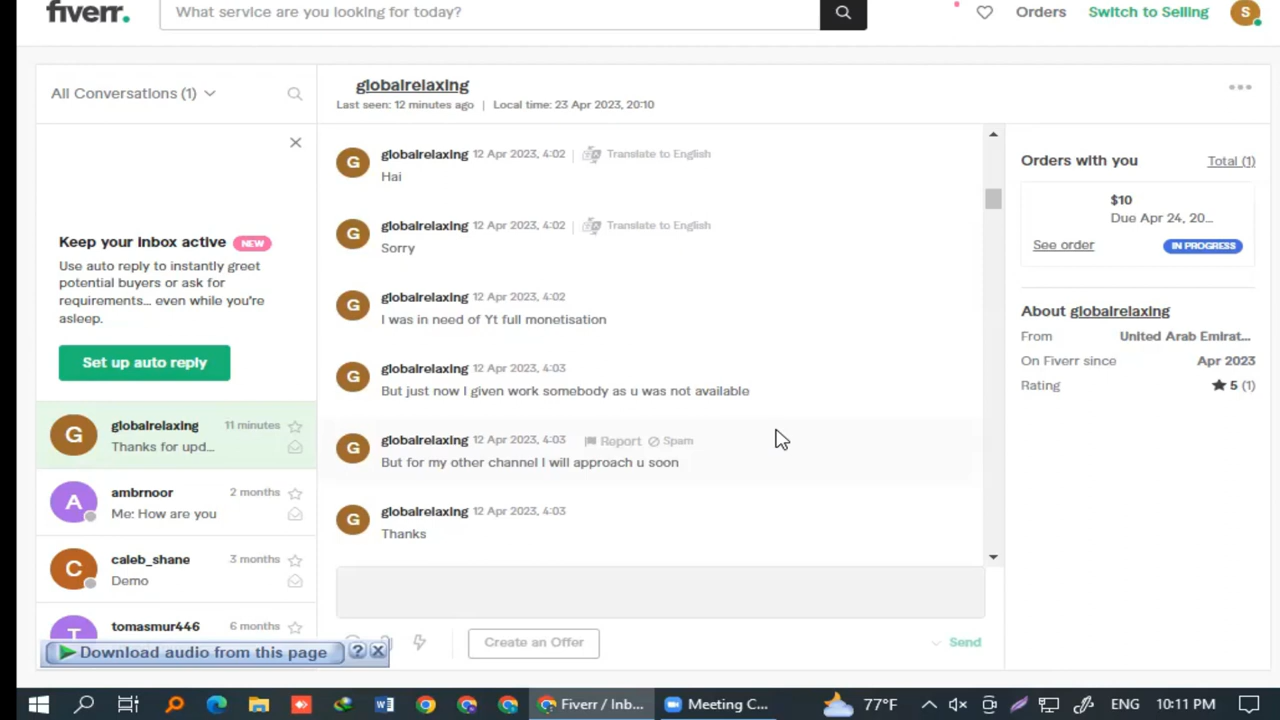 fiverr.
What service are you looking for today?
Orders
Switch to Selling
S
All Conversations (1)
globalrelaxing
Last seen: 12 minutes ago | Local time: 23 Apr 2023, 20:10
Keep your inbox active NEW
Use auto reply to instantly greet
potential buyers or ask for
requirements... even while you're
asleep.
Set up auto reply
G
globalrelaxing 11 minutes
Thanks for upd...
A
ambrnoor 2 months
Me: How are you
C
caleb_shane 3 months
Demo
T
tomasmur446 6 months
Download audio from this page ? X
G
globalrelaxing 12 Apr 2023, 4:02 | Translate to English
Hai
G
globalrelaxing 12 Apr 2023, 4:02 | Translate to English
Sorry
G
globalrelaxing 12 Apr 2023, 4:02
I was in need of Yt full monetisation
G
globalrelaxing 12 Apr 2023, 4:03
But just now I given work somebody as u was not available
G
globalrelaxing 12 Apr 2023, 4:03 Report Spam
But for my other channel I will approach u soon
G
globalrelaxing 12 Apr 2023, 4:03
Thanks
Create an Offer
Send
Orders with you Total (1)
$10
Due Apr 24, 20...
See order IN PROGRESS
About globalrelaxing
From United Arab Emirat...
On Fiverr since Apr 2023
Rating ★ 5 (1)
Fiverr / Inb...
Meeting C...
77°F
ENG
10:11 PM